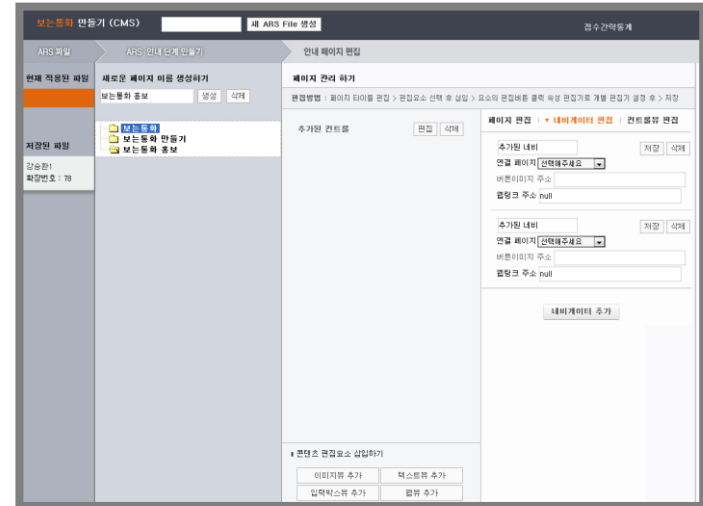 보는통화 만들기 (CMS)
새 ARS File 생성
접수간략통계
ARS 파일
ARS 안내 단계 만들기
안내 페이지 편집
현재 적용된 파일
새로운 페이지 이름 생성하기
페이지 관리 하기
보는통화 홍보
생성
삭제
편집방법 : 페이지 타이틀 편집 > 편집요소 선택 후 삽입 > 요소의 편집버튼 클릭 속성 편집기로 개별 편집기 설정 후 > 저장
보는통화
보는통화 만들기
보는통화 홍보
저장된 파일
강승환!
확장번호 : 78
추가된 컨트롤
편집
삭제
페이지 편집
▼ 네비게이터 편집
컨트롤뷰 편집
추가된 네비
저장
삭제
연결 페이지 선택해주세요
버튼이미지 주소
웹링크 주소 null
추가된 네비
저장
삭제
연결 페이지 선택해주세요
버튼이미지 주소
웹링크 주소 null
네비게이터 추가
콘텐츠 편집요소 삽입하기
이미지뷰 추가
텍스트뷰 추가
입력박스뷰 추가
웹뷰 추가